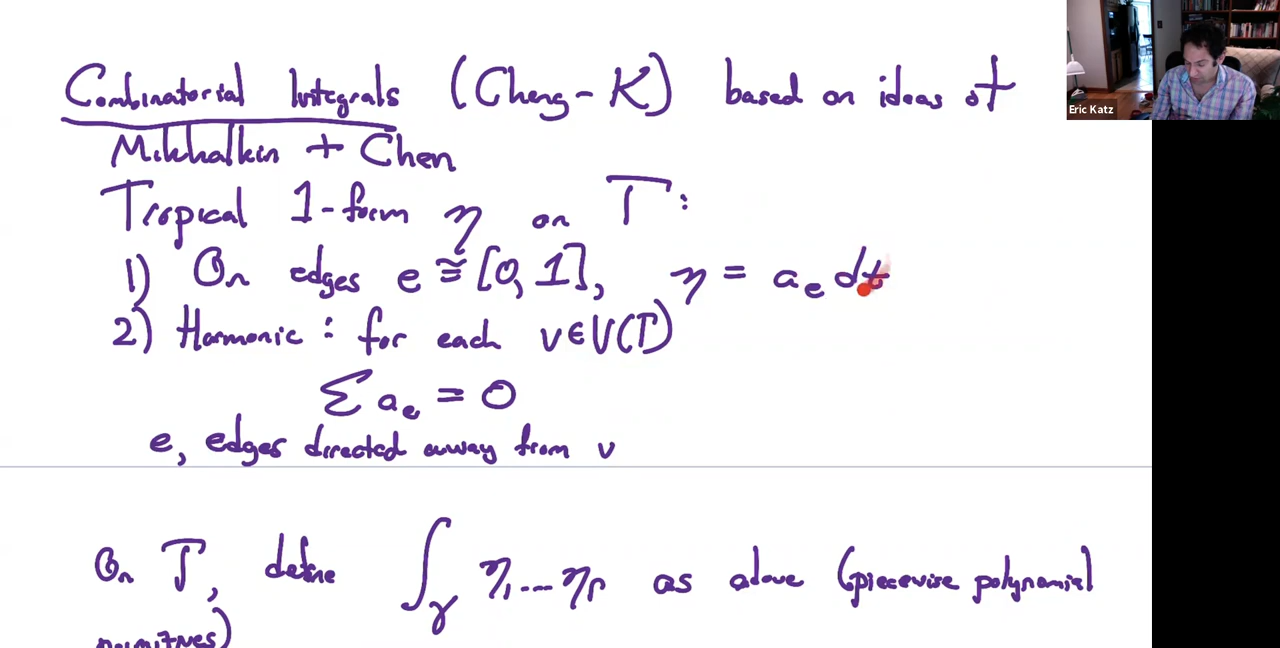 Combinatorial Integrals (Cheng-K) based on ideas of
Mikhalkin + Chen
Tropical 1-form η on Γ:
1) On edges e ≅ [0, 1], η = a_e dt
2) Harmonic: for each v∈V(Γ)
Σ a_e = 0
e, edges directed away from v
On Γ, define ∫_γ η_1 ... η_r as above (piecewise polynomial
primitives)
Eric Katz